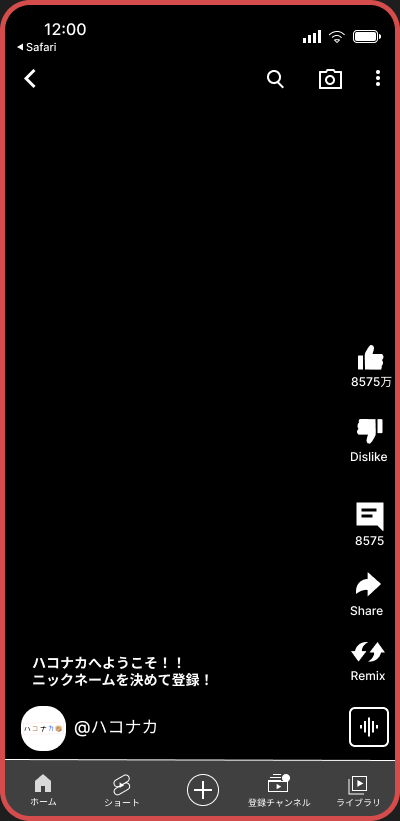 12:00
Safari
8575万
Dislike
8575
Share
Remix
ハコナカへようこそ！！
ニックネームを決めて登録！
ハコナカ
@ハコナカ
ホーム
ショート
登録チャンネル
ライブラリ